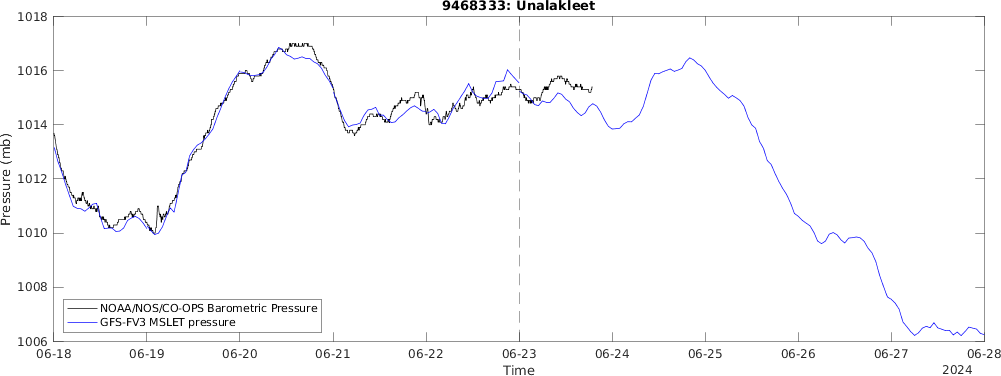 9468333: Unalakleet
Pressure (mb)
1018
1016
1014
1012
1010
1008
1006
NOAA/NOS/CO-OPS Barometric Pressure
GFS-FV3 MSLET pressure
06-18 06-19 06-20 06-21 06-22 06-23 06-24 06-25 06-26 06-27 06-28
Time
2024